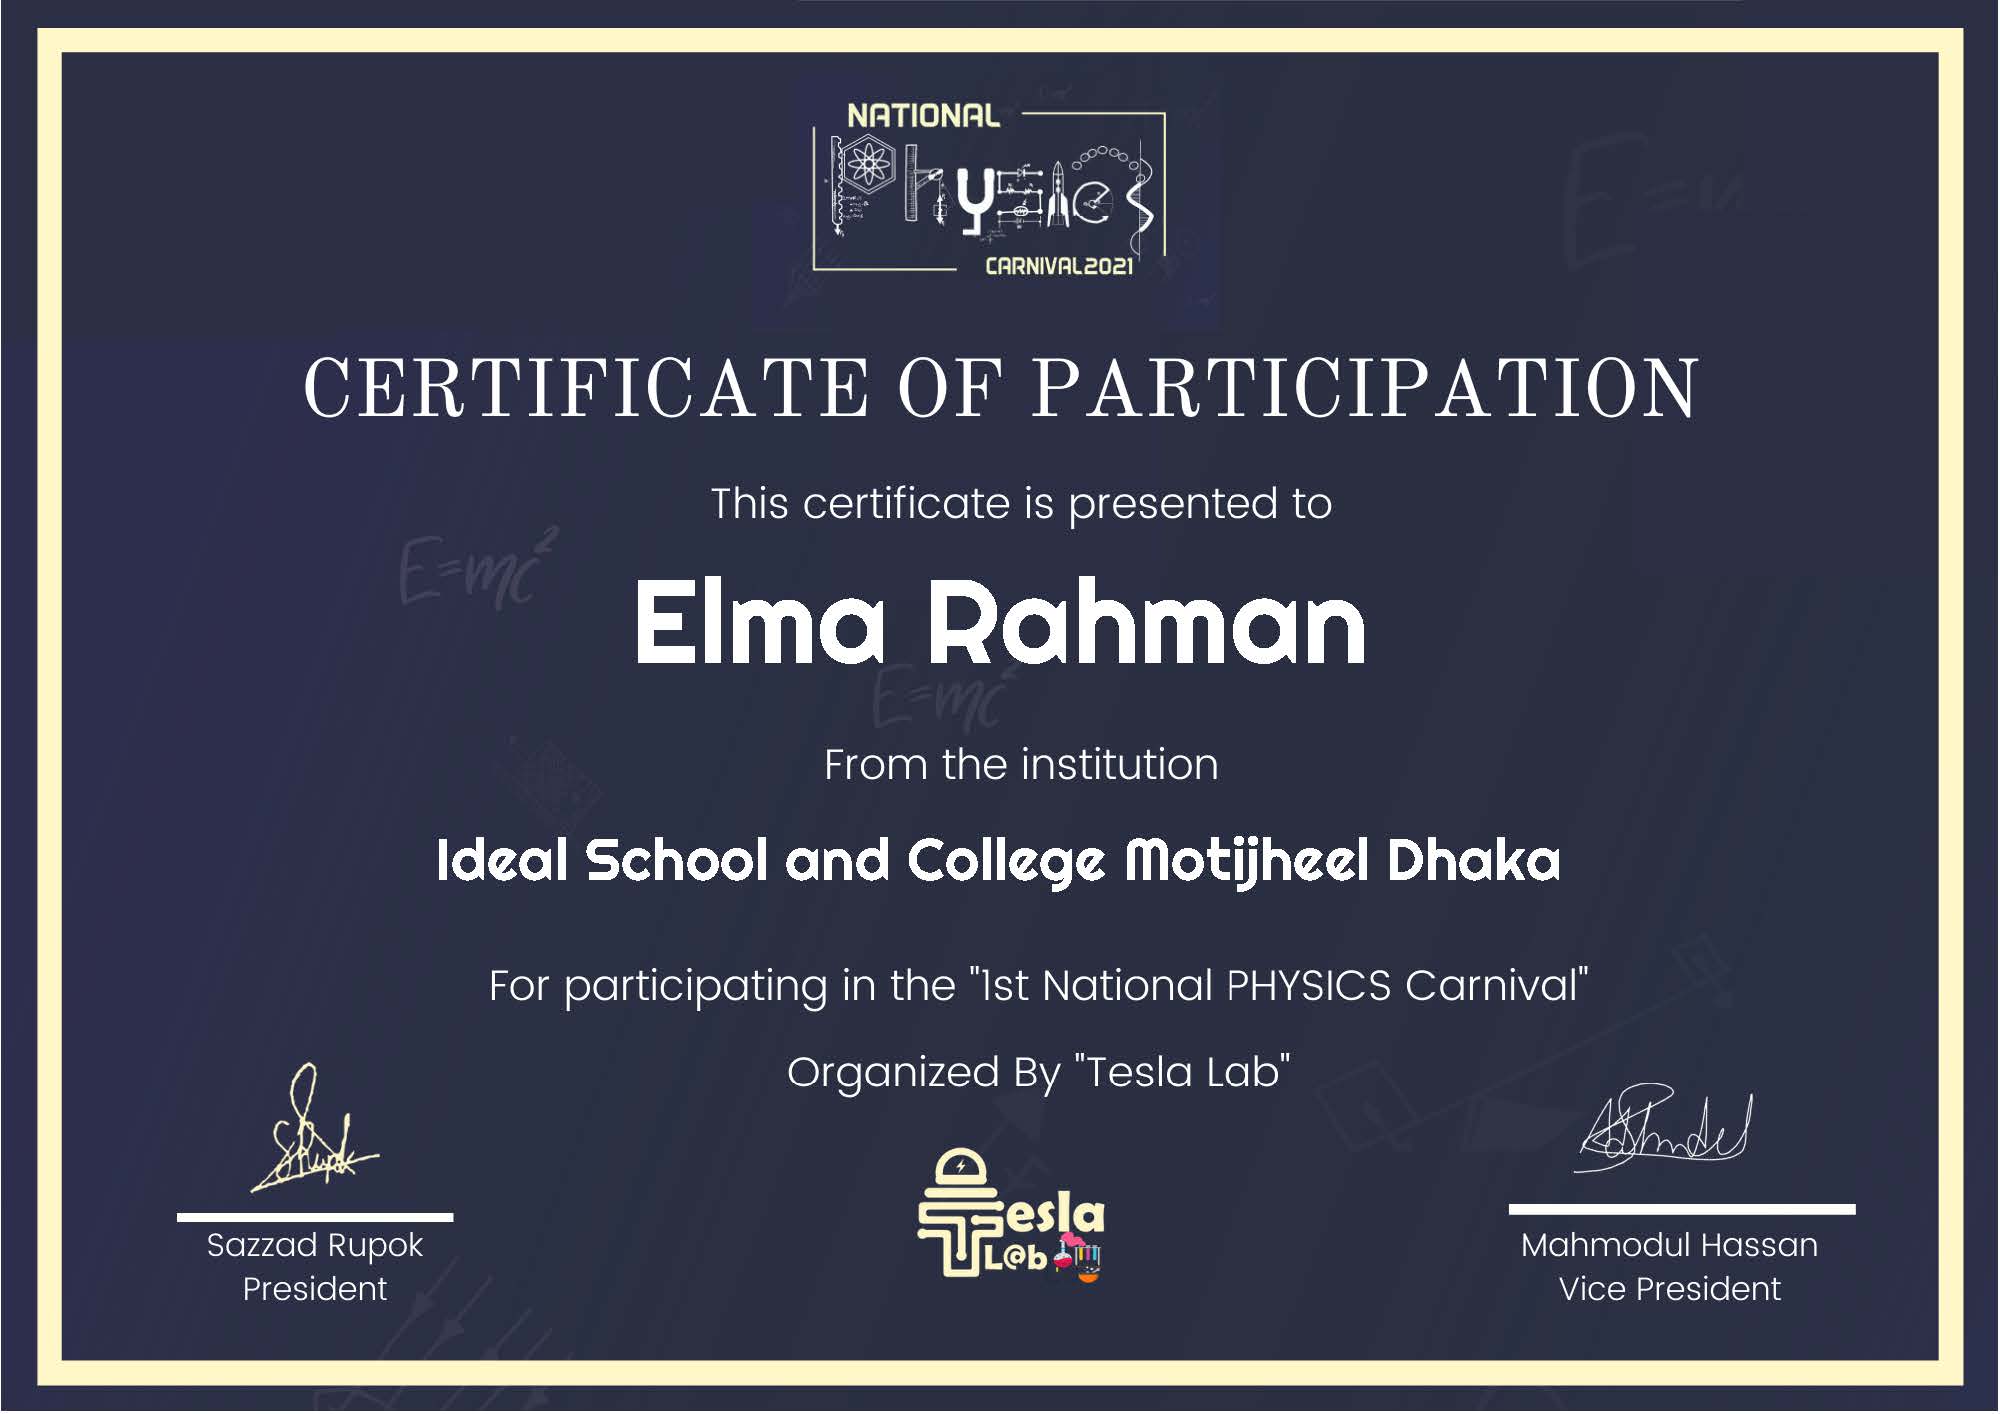 NATIONAL
Physics
CARNIVAL2021
CERTIFICATE OF PARTICIPATION
This certificate is presented to
E=mc²
Elma Rahman
E=mc²
From the institution
Ideal School and College Motijheel Dhaka
For participating in the "1st National PHYSICS Carnival"
Organized By "Tesla Lab"
Tesla
L@b
Sazzad Rupok
President
Mahmodul Hassan
Vice President